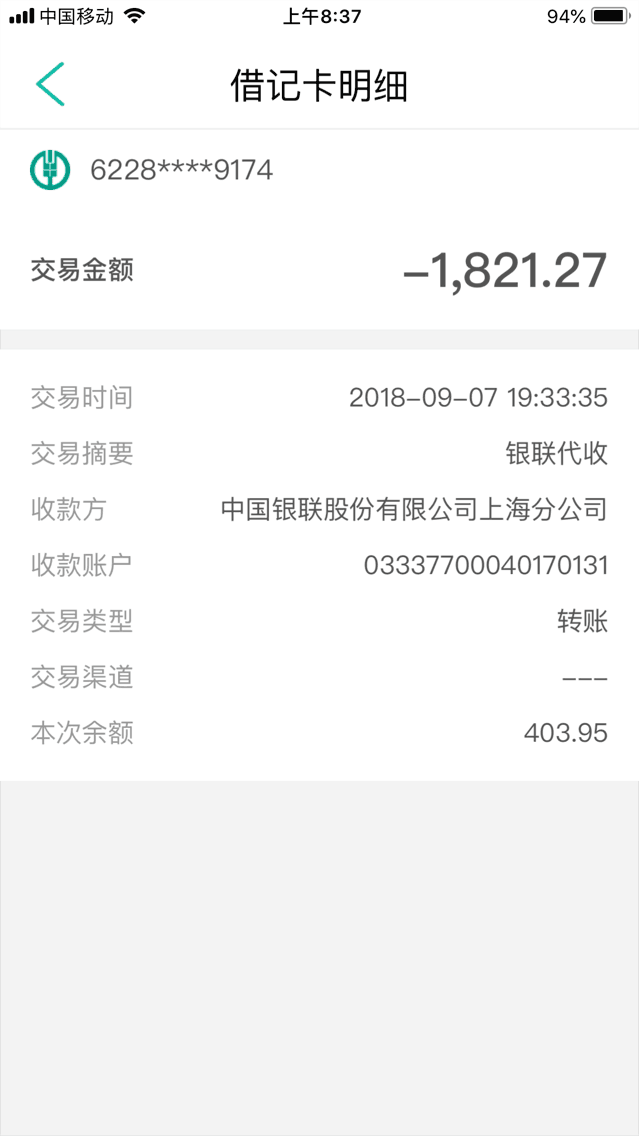 中国移动 上午8:37 94%
借记卡明细
6228****9174
交易金额 -1,821.27
交易时间 2018-09-07 19:33:35
交易摘要 银联代收
收款方 中国银联股份有限公司上海分公司
收款账户 03337700040170131
交易类型 转账
交易渠道 ---
本次余额 403.95